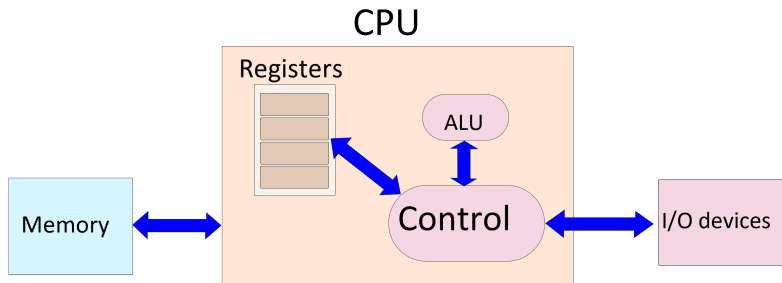 CPU
Registers
ALU
Memory
Control
I/O devices